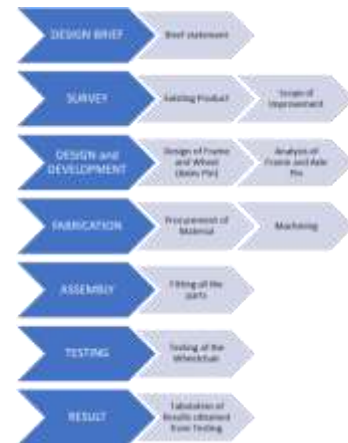 DESIGN BRIEF
Brief statement
SURVEY
Existing Product
Scope of
Improvement
DESIGN and
DEVELOPMENT
Design of Frame
and Wheel
(Axle Pin)
Analysis of
Frame and Axle
Pin
FABRICATION
Procurement of
Material
Machining
ASSEMBLY
Fitting all the
parts
TESTING
Testing of the
Wheelchair
RESULT
Tabulation of
Results obtained
from Testing